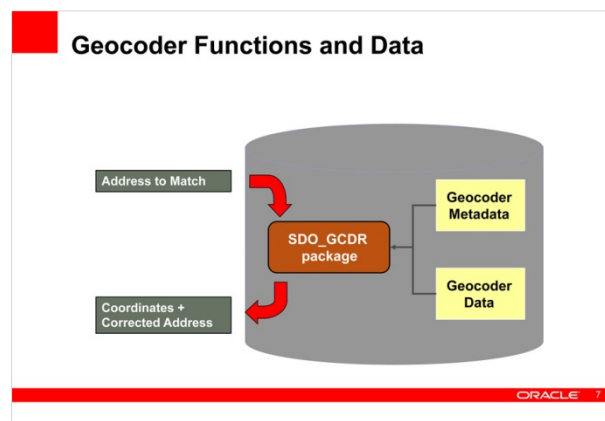 Geocoder Functions and Data
Address to Match
SDO_GCDR
package
Geocoder
Metadata
Coordinates +
Corrected Address
Geocoder
Data
ORACLE 7